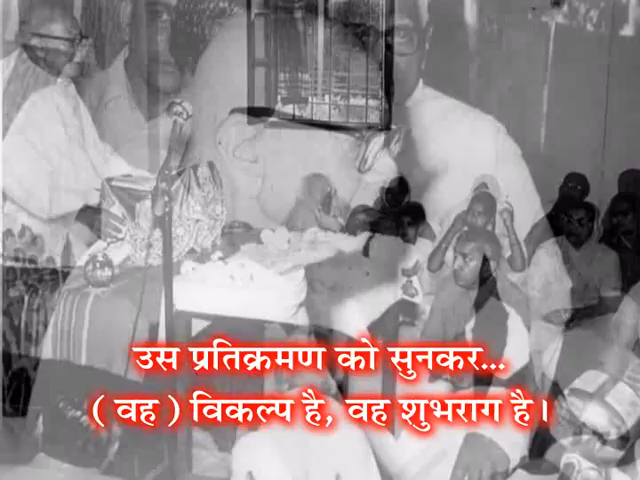 उस प्रतिक्रमण को सुनकर...
( वह ) विकल्प है, वह शुभराग है।